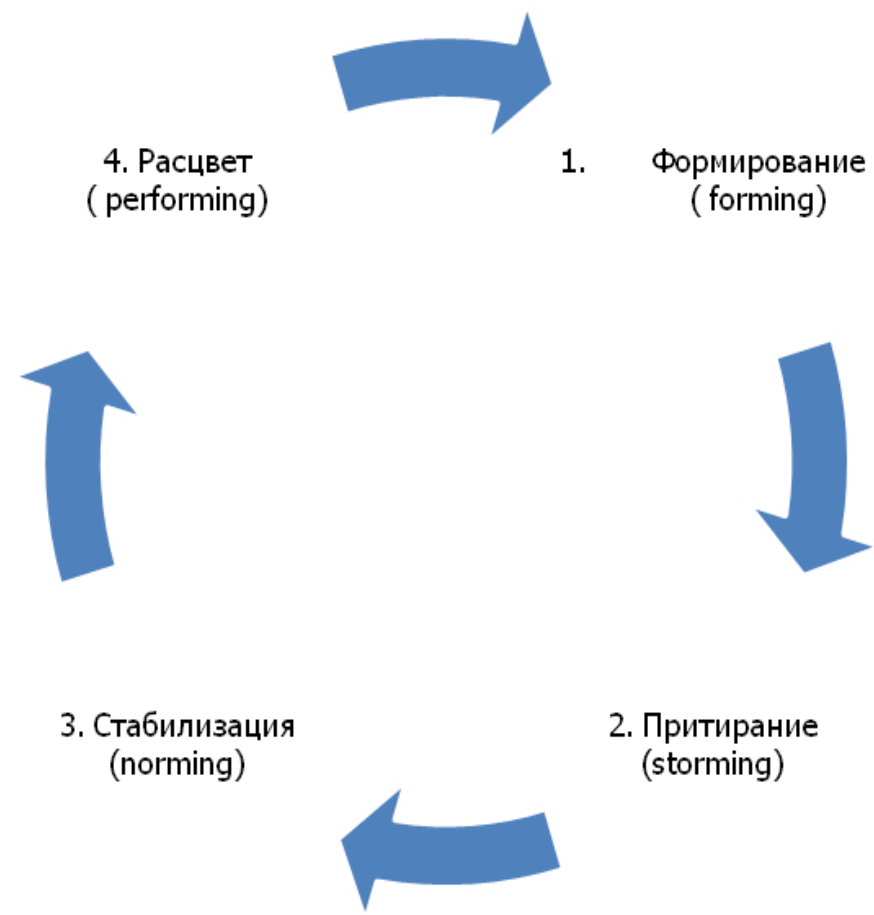 4. Расцвет
( performing)
1. Формирование
( forming)
2. Притирание
(storming)
3. Стабилизация
(norming)